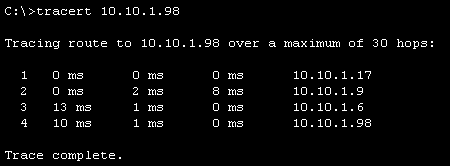 C:\>tracert 10.10.1.98
Tracing route to 10.10.1.98 over a maximum of 30 hops:
1 0 ms 0 ms 0 ms 10.10.1.17
2 0 ms 2 ms 8 ms 10.10.1.9
3 13 ms 1 ms 0 ms 10.10.1.6
4 10 ms 1 ms 0 ms 10.10.1.98
Trace complete.